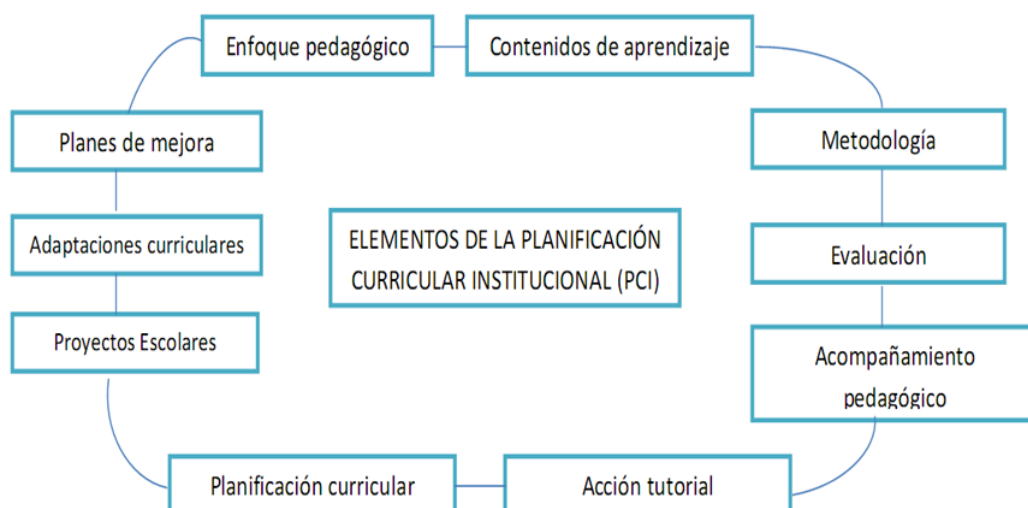 Enfoque pedagógico
Contenidos de aprendizaje
Planes de mejora
Metodología
Adaptaciones curriculares
ELEMENTOS DE LA PLANIFICACIÓN
CURRICULAR INSTITUCIONAL (PCI)
Evaluación
Proyectos Escolares
Acompañamiento
pedagógico
Planificación curricular
Acción tutorial